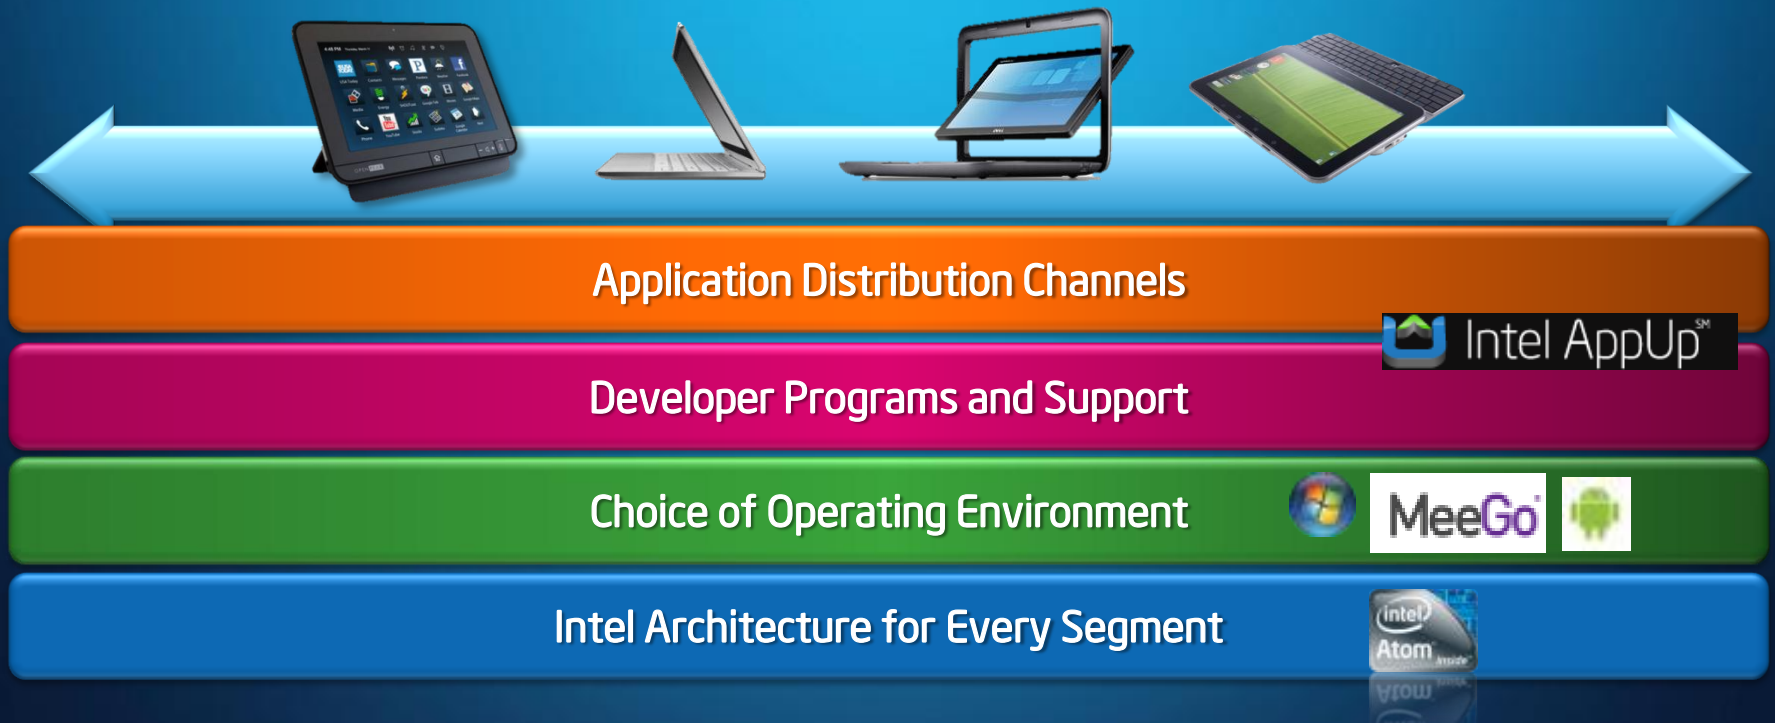 Application Distribution Channels
Intel AppUp℠
Developer Programs and Support
Choice of Operating Environment
MeeGo
Intel Architecture for Every Segment
intel
Atom
inside